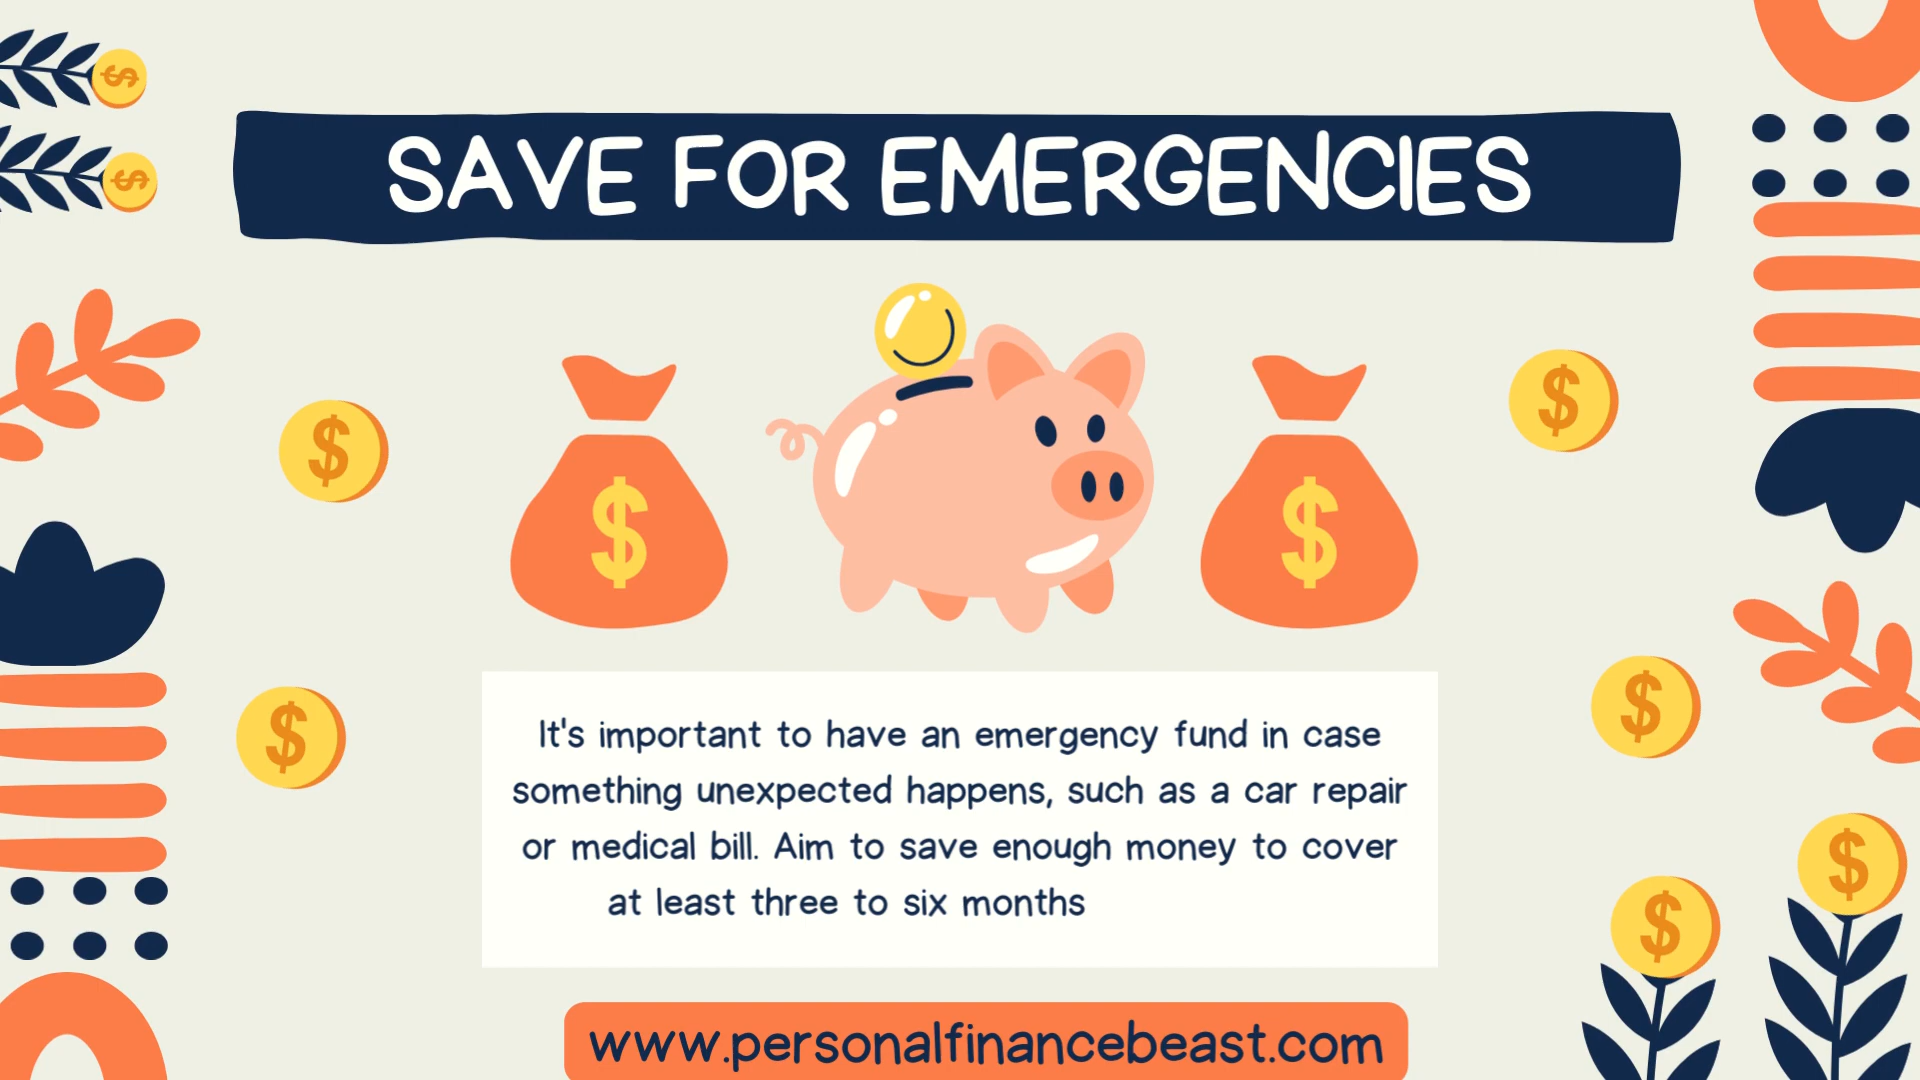 SAVE FOR EMERGENCIES
$ $
$ $
$ $
$ $
$ $
$ $
It's important to have an emergency fund in case
something unexpected happens, such as a car repair
or medical bill. Aim to save enough money to cover
at least three to six months
www.personalfinancebeast.com